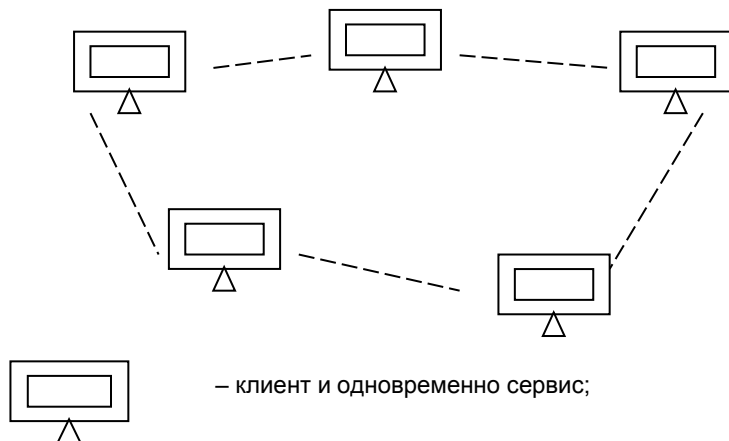 – клиент и одновременно сервис;